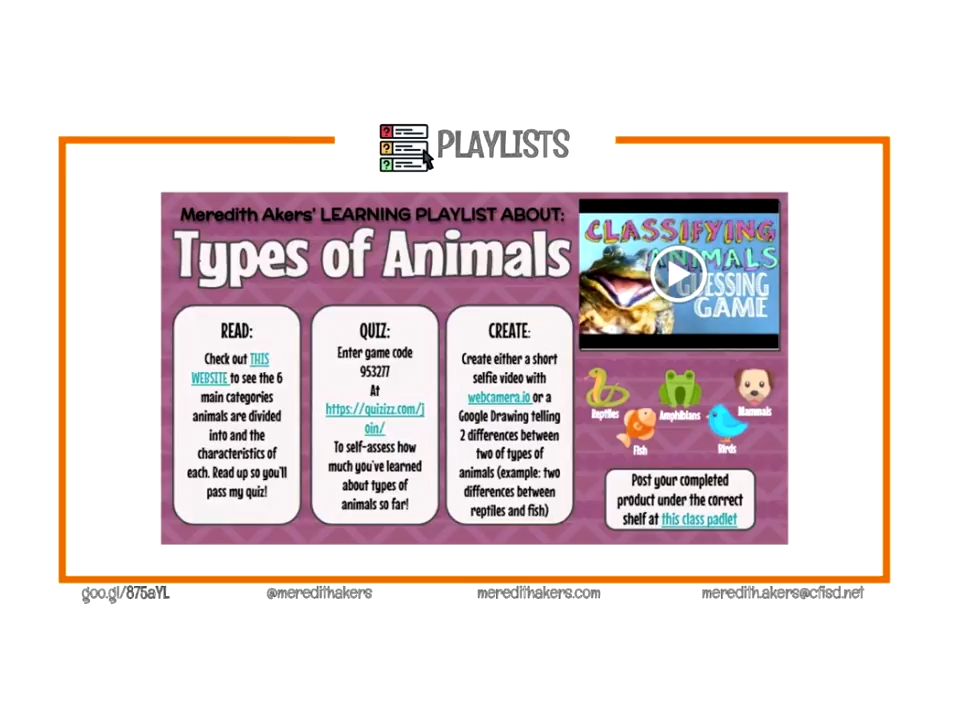 PLAYLISTS
Meredith Akers' LEARNING PLAYLIST ABOUT:
Types of Animals
CLASSIFYING
ANIMALS
GUESSING
GAME
READ:
Check out THIS
WEBSITE to see the 6
main categories
animals are divided
into and the
characteristics of
each. Read up so you'll
pass my quiz!
QUIZ:
Enter game code
953277
At
https://quizizz.com/j
oin/
To self-assess how
much you've learned
about types of
animals so far!
CREATE:
Create either a short
selfie video with
webcamera.io or a
Google Drawing telling
2 differences between
two of types of
animals (example: two
differences between
reptiles and fish)
Reptiles
Amphibians
Mammals
Fish
Birds
Post your completed
product under the correct
shelf at this class padlet
goo.gl/875aYL
@meredithakers
meredithakers.com
meredith.akers@cfisd.net